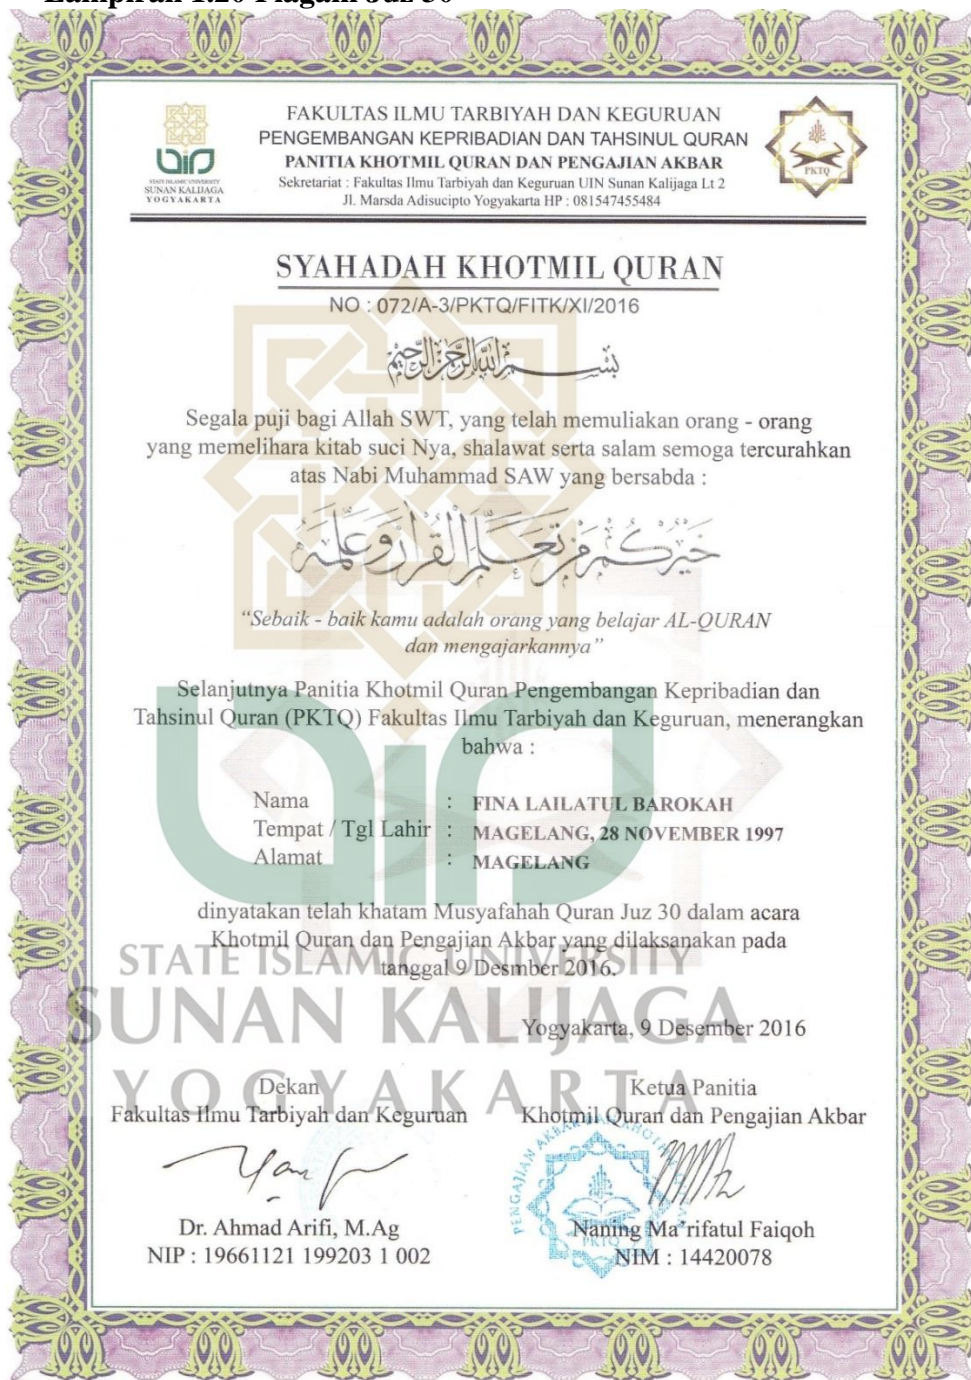 Lampiran 1.20 Piagam Juz 30
STATE ISLAMIC UNIVERSITY
SUNAN KALIJAGA
YOGYAKARTA
FAKULTAS ILMU TARBIYAH DAN KEGURUAN
PENGEMBANGAN KEPRIBADIAN DAN TAHSINUL QURAN
PANITIA KHOTMIL QURAN DAN PENGAJIAN AKBAR
Sekretariat : Fakultas Ilmu Tarbiyah dan Keguruan UIN Sunan Kalijaga Lt 2
Jl. Marsda Adisucipto Yogyakarta HP : 081547455484
PKTQ
SYAHADAH KHOTMIL QURAN
NO : 072/A-3/PKTQ/FITK/XI/2016
بسم الله الرحمن الرحيم
Segala puji bagi Allah SWT, yang telah memuliakan orang - orang
yang memelihara kitab suci Nya, shalawat serta salam semoga tercurahkan
atas Nabi Muhammad SAW yang bersabda :
خَيْرُكُمْ مَنْ تَعَلَّمَ الْقُرْآنَ وَعَلَّمَهُ
“Sebaik - baik kamu adalah orang yang belajar AL-QURAN
dan mengajarkannya”
Selanjutnya Panitia Khotmil Quran Pengembangan Kepribadian dan
Tahsinul Quran (PKTQ) Fakultas Ilmu Tarbiyah dan Keguruan, menerangkan
bahwa :
Nama : FINA LAILATUL BAROKAH
Tempat / Tgl Lahir : MAGELANG, 28 NOVEMBER 1997
Alamat : MAGELANG
dinyatakan telah khatam Musyafahah Quran Juz 30 dalam acara
Khotmil Quran dan Pengajian Akbar yang dilaksanakan pada
tanggal 9 Desmber 2016.
STATE ISLAMIC UNIVERSITY
SUNAN KALIJAGA
YOGYAKARTA
Yogyakarta, 9 Desember 2016
Dekan
Fakultas Ilmu Tarbiyah dan Keguruan
Dr. Ahmad Arifi, M.Ag
NIP : 19661121 199203 1 002
Ketua Panitia
Khotmil Quran dan Pengajian Akbar
PENGAJIAN AKBAR
PKTQ
Naning Ma'rifatul Faiqoh
NIM : 14420078